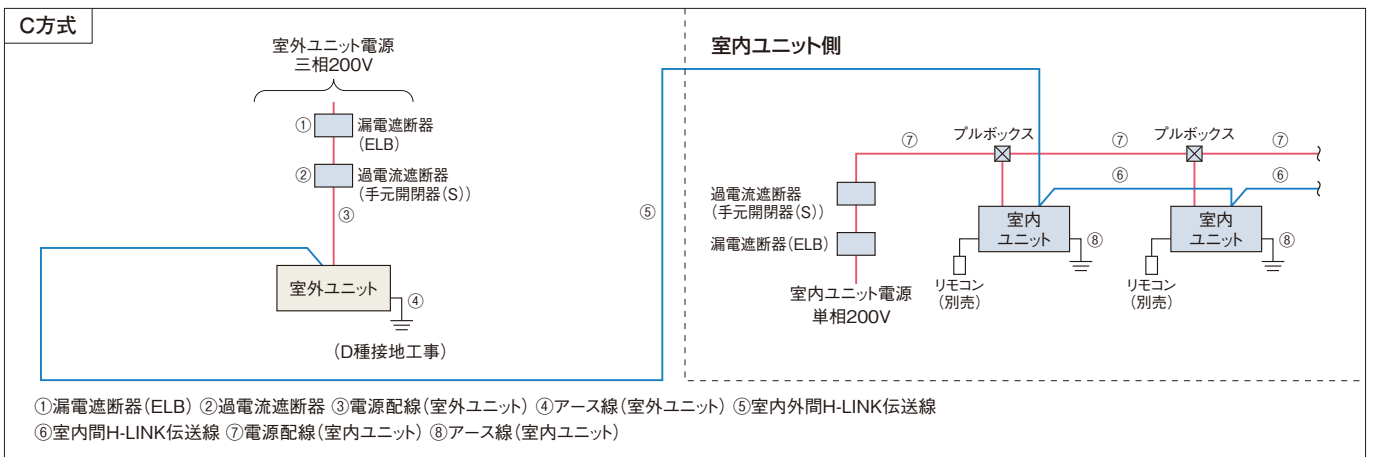 C方式
室外ユニット電源
三相200V
① 漏電遮断器
(ELB)
② 過電流遮断器
(手元開閉器(S))
③
室外ユニット
④
(D種接地工事)
⑤
室内ユニット側
⑦ プルボックス ⑦ プルボックス ⑦
⑥ ⑥
過電流遮断器
(手元開閉器(S))
漏電遮断器(ELB)
室内ユニット電源
単相200V
室内
ユニット
⑧
リモコン
(別売)
室内
ユニット
⑧
リモコン
(別売)
①漏電遮断器(ELB) ②過電流遮断器 ③電源配線(室外ユニット) ④アース線(室外ユニット) ⑤室内外間H-LINK伝送線
⑥室内間H-LINK伝送線 ⑦電源配線(室内ユニット) ⑧アース線(室内ユニット)